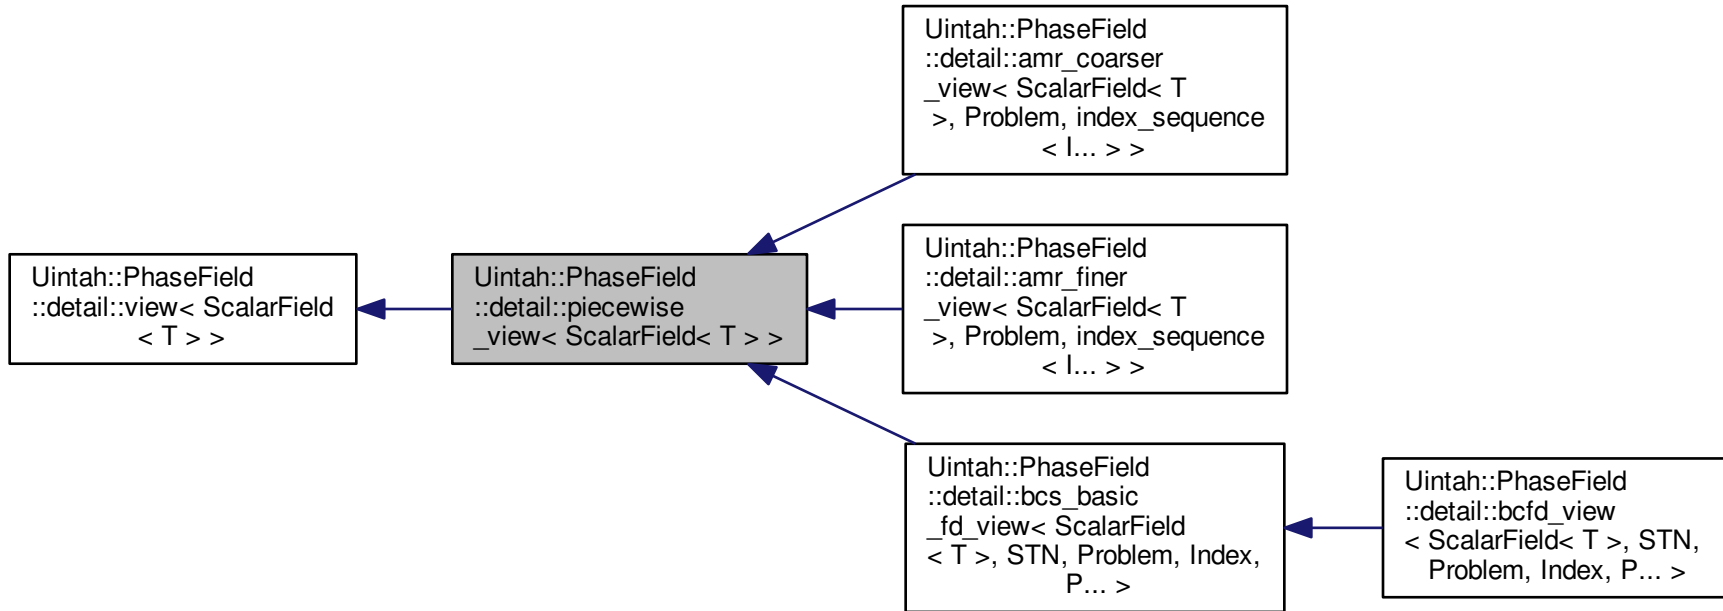 Uintah::PhaseField
::detail::amr_coarser
_view< ScalarField< T
>, Problem, index_sequence
< I... > >
Uintah::PhaseField
::detail::view< ScalarField
< T > >
Uintah::PhaseField
::detail::piecewise
_view< ScalarField< T > >
Uintah::PhaseField
::detail::amr_finer
_view< ScalarField< T
>, Problem, index_sequence
< I... > >
Uintah::PhaseField
::detail::bcs_basic
_fd_view< ScalarField
< T >, STN, Problem, Index,
P... >
Uintah::PhaseField
::detail::bcfd_view
< ScalarField< T >, STN,
Problem, Index, P... >